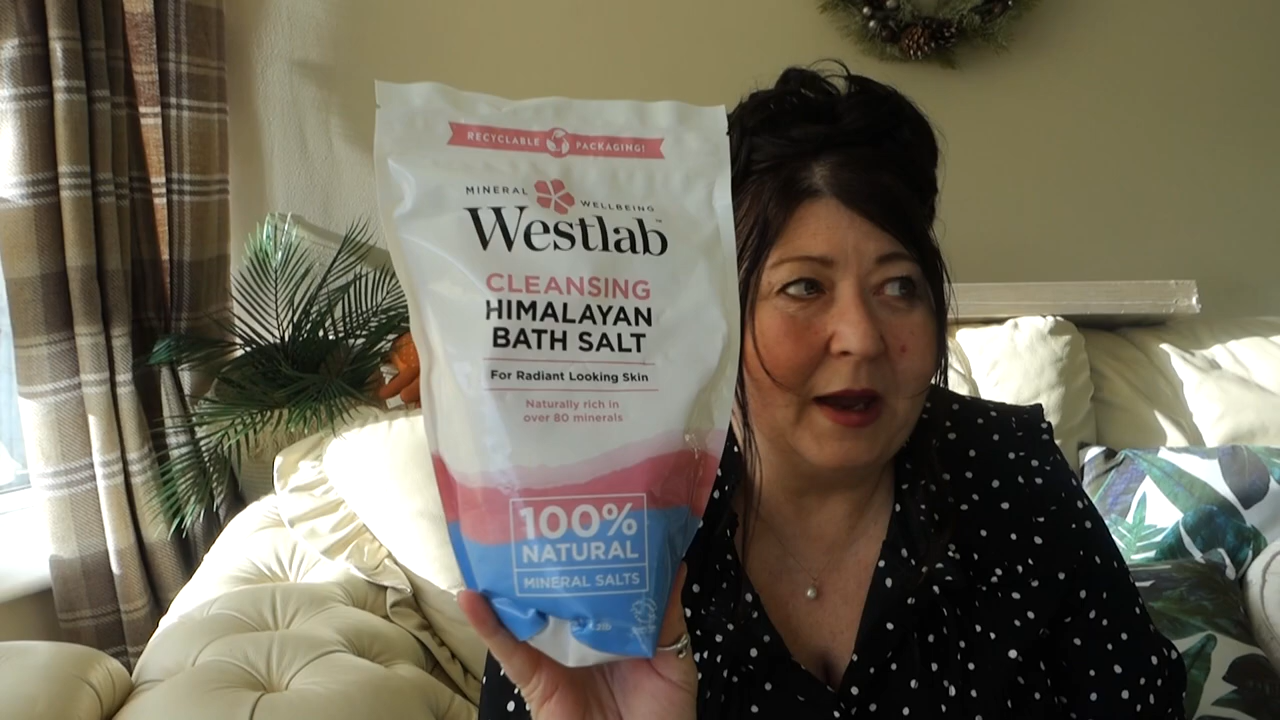 RECYCLABLE PACKAGING!
MINERAL WELLBEING
Westlab™
CLEANSING
HIMALAYAN
BATH SALT
For Radiant Looking Skin
Naturally rich in
over 80 minerals
100%
NATURAL
MINERAL SALTS